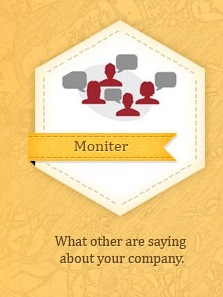 Moniter
What other are saying
about your company.